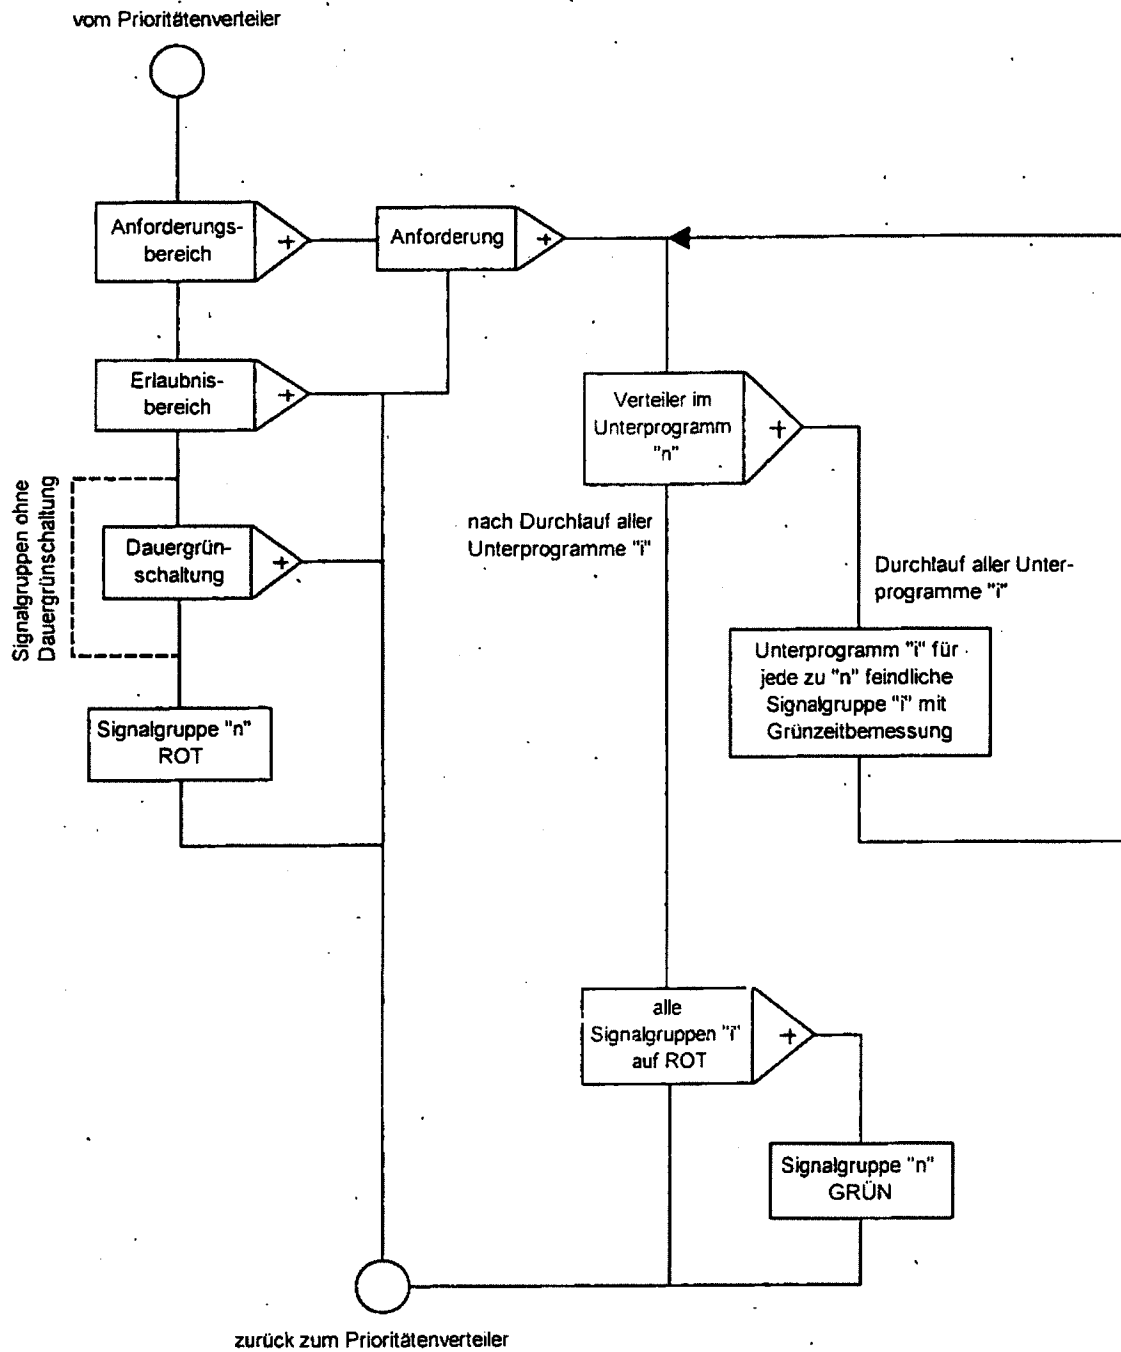 vom Prioritätenverteiler
Anforderungs-
bereich
+
Anforderung
+
Erlaubnis-
bereich
+
Verteiler im
Unterprogramm
"n"
+
Signalgruppen ohne
Dauergrünschaltung
nach Durchlauf aller
Unterprogramme "i"
Dauergrün-
schaltung
+
Durchlauf aller Unter-
programme "i"
Unterprogramm "i" für
jede zu "n" feindliche
Signalgruppe "i" mit
Grünzeitbemessung
Signalgruppe "n"
ROT
alle
Signalgruppen "i"
auf ROT
+
Signalgruppe "n"
GRÜN
zurück zum Prioritätenverteiler